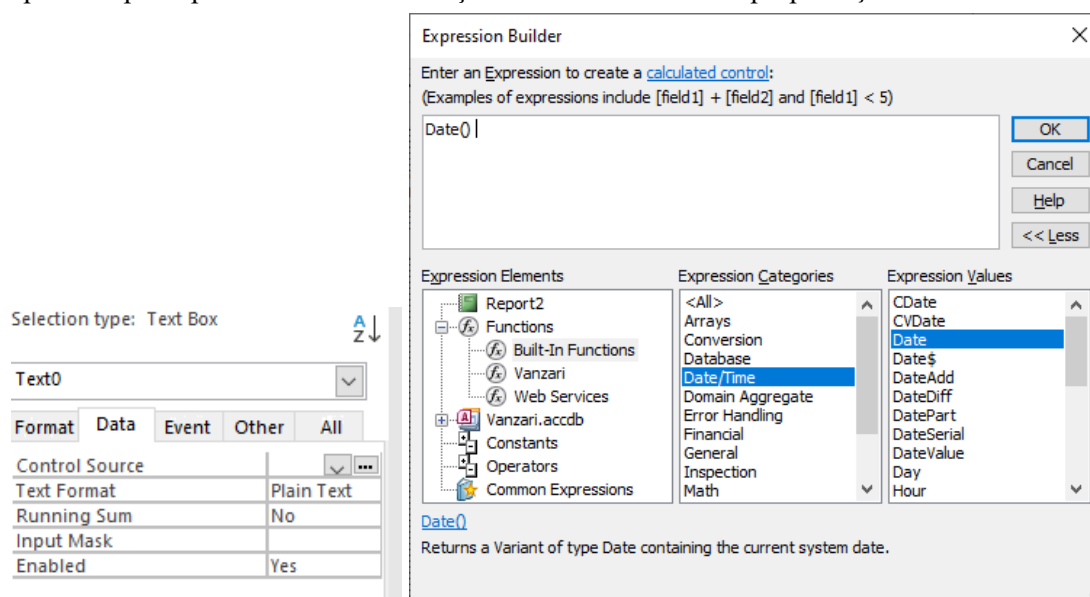 Expression Builder
Enter an Expression to create a calculated control:
(Examples of expressions include [field1] + [field2] and [field1] < 5)
Date()
OK
Cancel
Help
<< Less
Expression Elements
Report2
Functions
Built-In Functions
Vanzari
Web Services
Vanzari.accdb
Constants
Operators
Common Expressions
Expression Categories
<All>
Arrays
Conversion
Database
Date/Time
Domain Aggregate
Error Handling
Financial
General
Inspection
Math
Expression Values
CDate
CVDate
Date
Date$
DateAdd
DateDiff
DatePart
DateSerial
DateValue
Day
Hour
Date()
Returns a Variant of type Date containing the current system date.
Selection type: Text Box
Text0
Format Data Event Other All
Control Source
Text Format Plain Text
Running Sum No
Input Mask
Enabled Yes